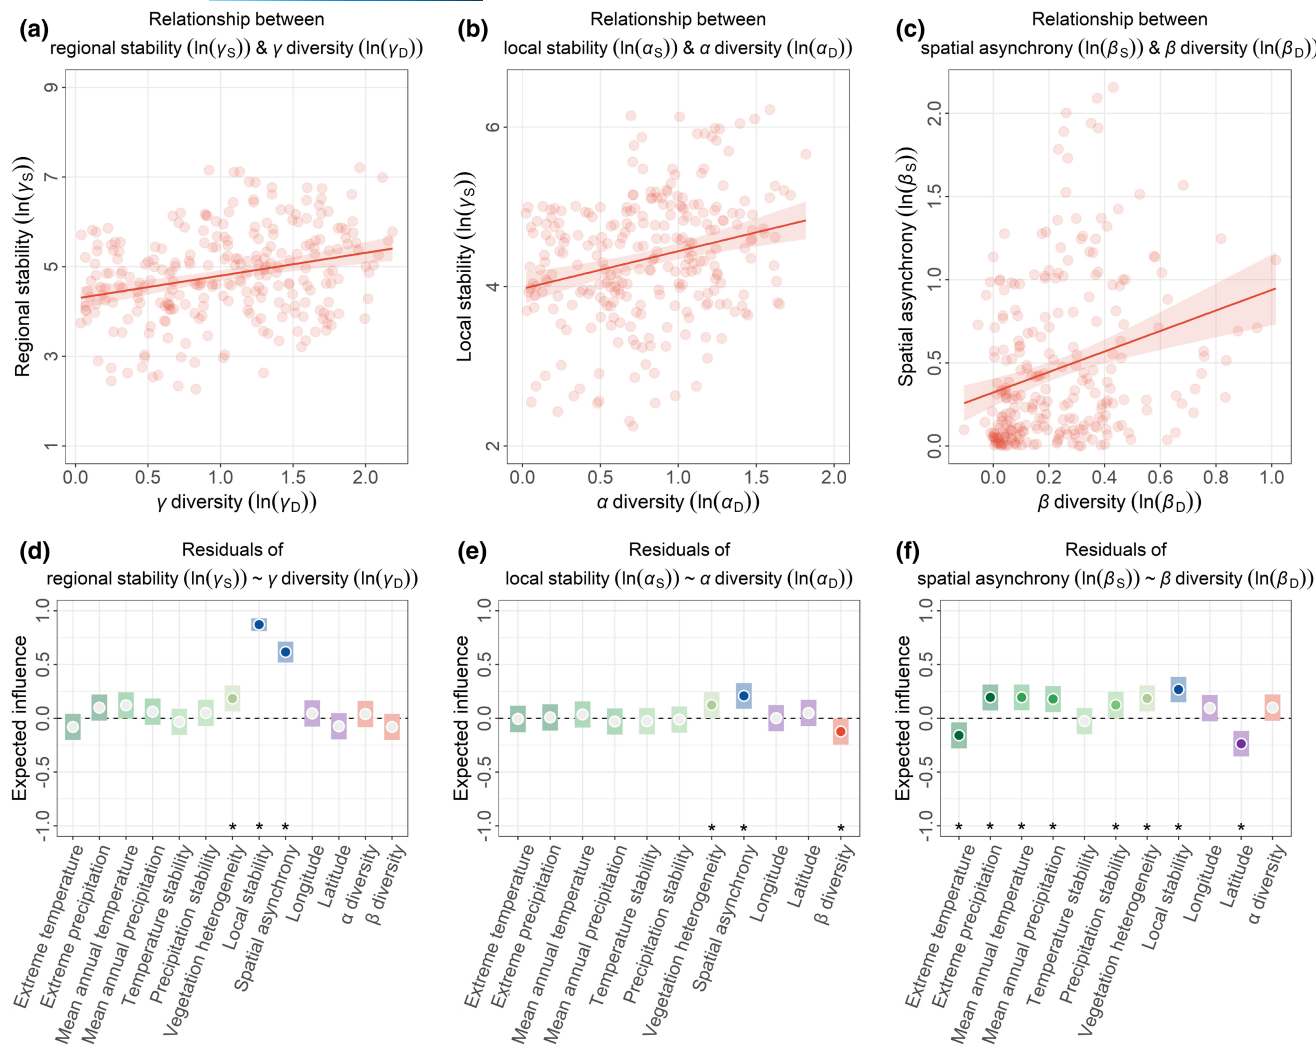 (a)
Relationship between
regional stability (ln(γS)) & γ diversity (ln(γD))
Regional stability (ln(γS))
9
7
5
3
1
0.0 0.5 1.0 1.5 2.0
γ diversity (ln(γD))
(b)
Relationship between
local stability (ln(αS)) & α diversity (ln(αD))
Local stability (ln(γS))
6
4
2
0.0 0.5 1.0 1.5 2.0
α diversity (ln(αD))
(c)
Relationship between
spatial asynchrony (ln(βS)) & β diversity (ln(βD))
Spatial asynchrony (ln(βS))
2.0
1.5
1.0
0.5
0.0
0.0 0.2 0.4 0.6 0.8 1.0
β diversity (ln(βD))
(d)
Residuals of
regional stability (ln(γS)) ~ γ diversity (ln(γD))
Expected influence
1.0
0.5
0.0
-0.5
-1.0
* * *
Extreme temperature
Extreme precipitation
Mean annual temperature
Mean annual precipitation
Temperature stability
Precipitation stability
Vegetation heterogeneity
Local stability
Spatial asynchrony
Longitude
Latitude
α diversity
β diversity
(e)
Residuals of
local stability (ln(αS)) ~ α diversity (ln(αD))
Expected influence
1.0
0.5
0.0
-0.5
-1.0
* * *
Extreme temperature
Extreme precipitation
Mean annual temperature
Mean annual precipitation
Temperature stability
Precipitation stability
Vegetation heterogeneity
Spatial asynchrony
Longitude
Latitude
β diversity
(f)
Residuals of
spatial asynchrony (ln(βS)) ~ β diversity (ln(βD))
Expected influence
1.0
0.5
0.0
-0.5
-1.0
* * * * * * * *
Extreme temperature
Extreme precipitation
Mean annual temperature
Mean annual precipitation
Temperature stability
Precipitation stability
Vegetation heterogeneity
Local stability
Longitude
Latitude
α diversity